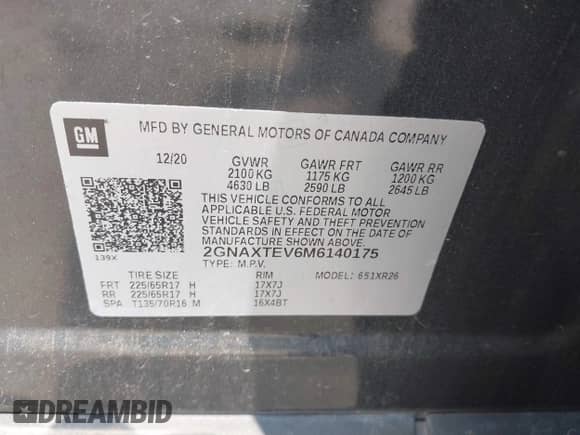 GM
MFD BY GENERAL MOTORS OF CANADA COMPANY
12/20 GVWR GAWR FRT GAWR RR
2100 KG 1175 KG 1200 KG
4630 LB 2590 LB 2645 LB
THIS VEHICLE CONFORMS TO ALL
APPLICABLE U.S. FEDERAL MOTOR
VEHICLE SAFETY AND THEFT PREVENTION
STANDARDS IN EFFECT ON THE DATE OF
MANUFACTURE SHOWN ABOVE.
139X 2GNAXTEV6M6140175
TYPE: M.P.V. MODEL: 651XR26
TIRE SIZE RIM
FRT 225/65R17 H 17X7J
RR 225/65R17 H 17X7J
SPA T135/70R16 M 16X4BT
DREAMBID